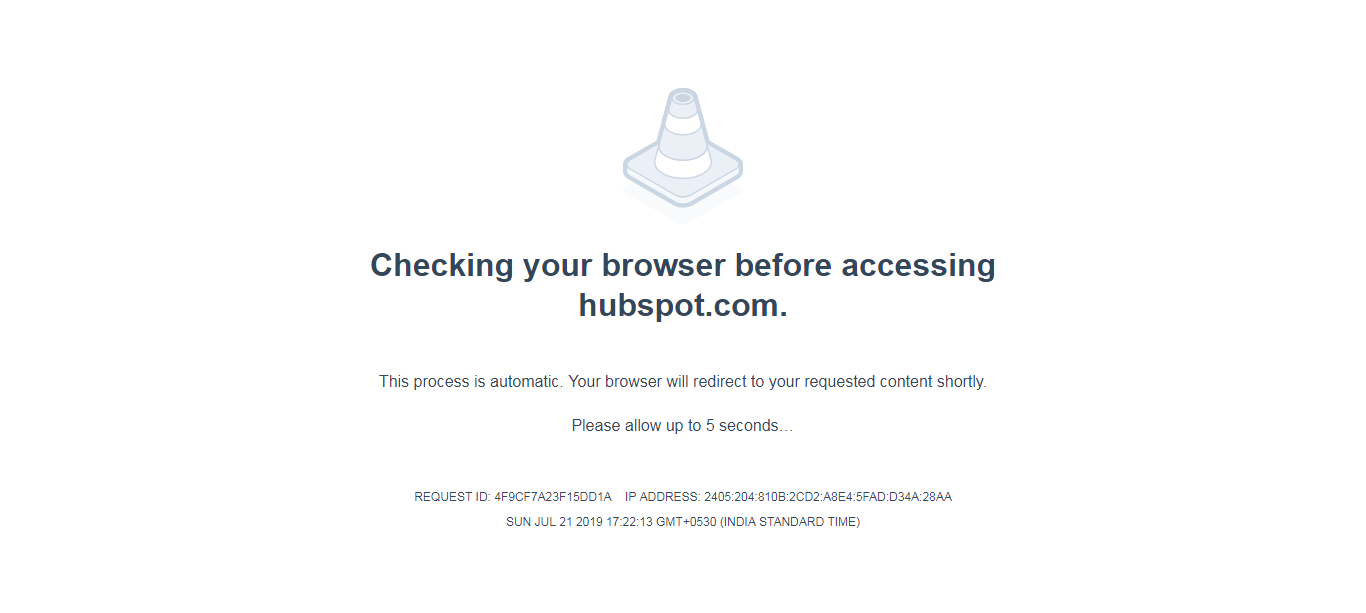 Checking your browser before accessing
hubspot.com.
This process is automatic. Your browser will redirect to your requested content shortly.
Please allow up to 5 seconds…
REQUEST ID: 4F9CF7A23F15DD1A IP ADDRESS: 2405:204:810B:2CD2:A8E4:5FAD:D34A:28AA
SUN JUL 21 2019 17:22:13 GMT+0530 (INDIA STANDARD TIME)